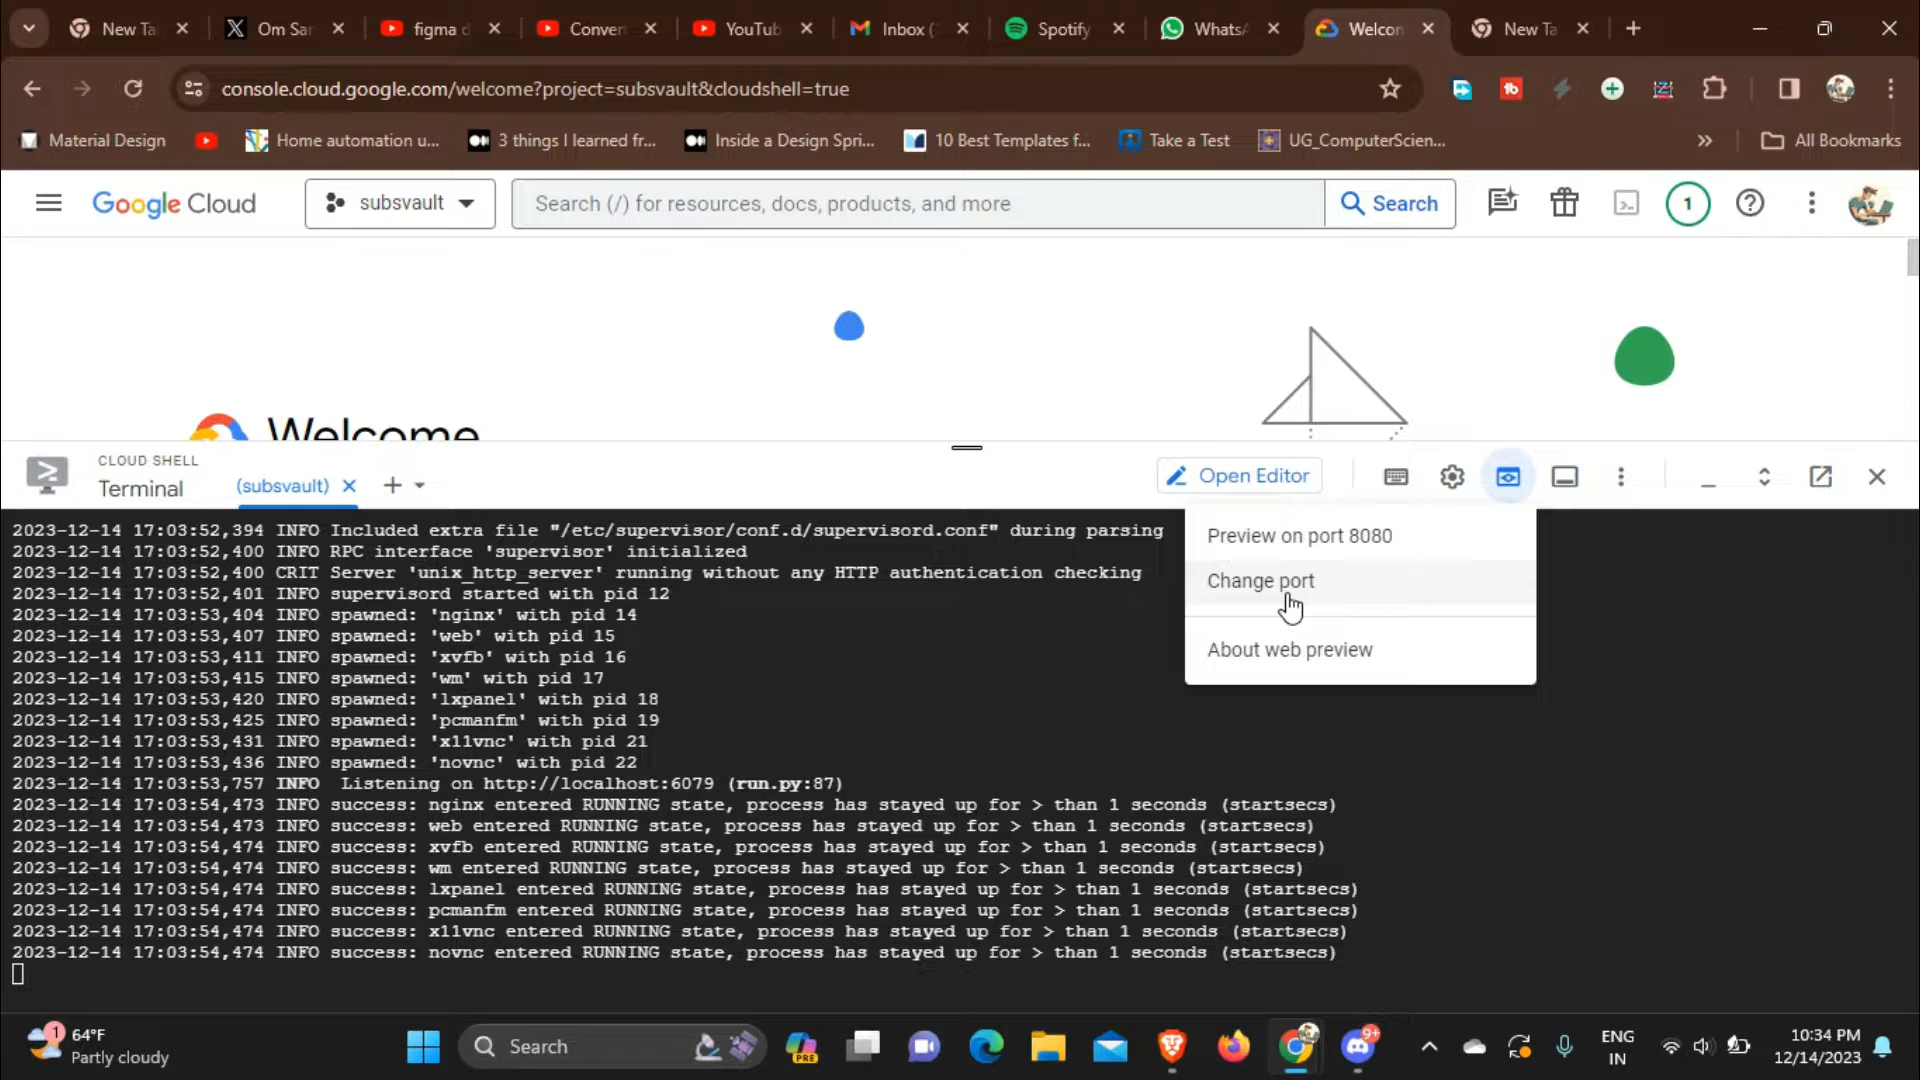 New Ta
Om Sar
figma d
Conver
YouTub
Inbox (
Spotify
WhatsA
Welcon
New Ta
console.cloud.google.com/welcome?project=subsvault&cloudshell=true
Material Design
Home automation u...
3 things I learned fr...
Inside a Design Spri...
10 Best Templates f...
Take a Test
UG_ComputerScien...
All Bookmarks
Google Cloud
subsvault
Search (/) for resources, docs, products, and more
Search
1
Welcome
CLOUD SHELL
Terminal
(subsvault)
Open Editor
Preview on port 8080
Change port
About web preview
2023-12-14 17:03:52,394 INFO Included extra file "/etc/supervisor/conf.d/supervisord.conf" during parsing
2023-12-14 17:03:52,400 INFO RPC interface 'supervisor' initialized
2023-12-14 17:03:52,400 CRIT Server 'unix_http_server' running without any HTTP authentication checking
2023-12-14 17:03:52,401 INFO supervisord started with pid 12
2023-12-14 17:03:53,404 INFO spawned: 'nginx' with pid 14
2023-12-14 17:03:53,407 INFO spawned: 'web' with pid 15
2023-12-14 17:03:53,411 INFO spawned: 'xvfb' with pid 16
2023-12-14 17:03:53,415 INFO spawned: 'wm' with pid 17
2023-12-14 17:03:53,420 INFO spawned: 'lxpanel' with pid 18
2023-12-14 17:03:53,425 INFO spawned: 'pcmanfm' with pid 19
2023-12-14 17:03:53,431 INFO spawned: 'x11vnc' with pid 21
2023-12-14 17:03:53,436 INFO spawned: 'novnc' with pid 22
2023-12-14 17:03:53,757 INFO  Listening on http://localhost:6079 (run.py:87)
2023-12-14 17:03:54,473 INFO success: nginx entered RUNNING state, process has stayed up for > than 1 seconds (startsecs)
2023-12-14 17:03:54,473 INFO success: web entered RUNNING state, process has stayed up for > than 1 seconds (startsecs)
2023-12-14 17:03:54,474 INFO success: xvfb entered RUNNING state, process has stayed up for > than 1 seconds (startsecs)
2023-12-14 17:03:54,474 INFO success: wm entered RUNNING state, process has stayed up for > than 1 seconds (startsecs)
2023-12-14 17:03:54,474 INFO success: lxpanel entered RUNNING state, process has stayed up for > than 1 seconds (startsecs)
2023-12-14 17:03:54,474 INFO success: pcmanfm entered RUNNING state, process has stayed up for > than 1 seconds (startsecs)
2023-12-14 17:03:54,474 INFO success: x11vnc entered RUNNING state, process has stayed up for > than 1 seconds (startsecs)
2023-12-14 17:03:54,474 INFO success: novnc entered RUNNING state, process has stayed up for > than 1 seconds (startsecs)
1
64°F
Partly cloudy
Search
PRE
9+
ENG
IN
10:34 PM
12/14/2023